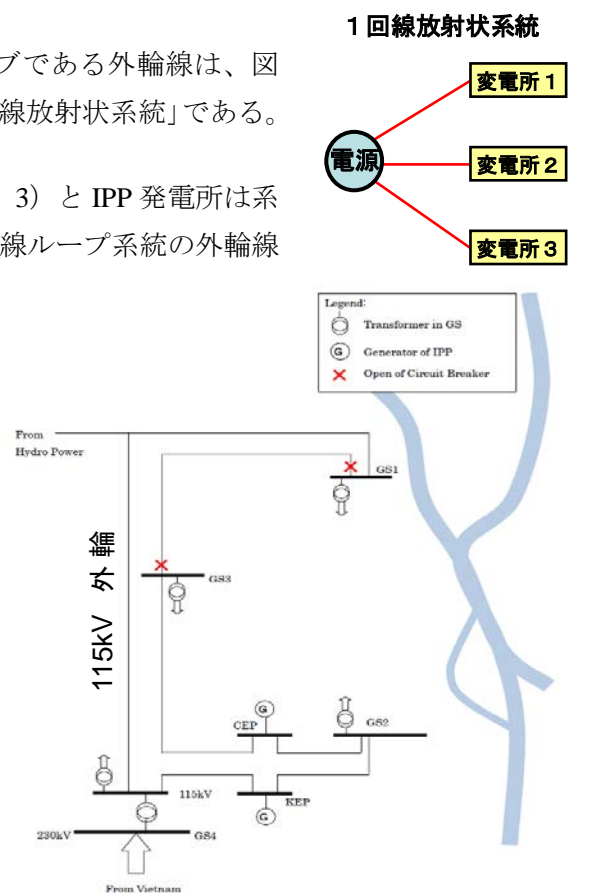 1回線放射状系統
ブである外輪線は、図
線放射状系統」である。
3）と IPP 発電所は系
線ループ系統の外輪線
電源
変電所1
変電所2
変電所3
Legend:
Transformer in GS
G Generator of IPP
Open of Circuit Breaker
From
Hydro Power
GS1
115kV 外 輪
GS3
G
CEP
GS2
115kV
KEP
G
230kV
GS4
From Vietnam